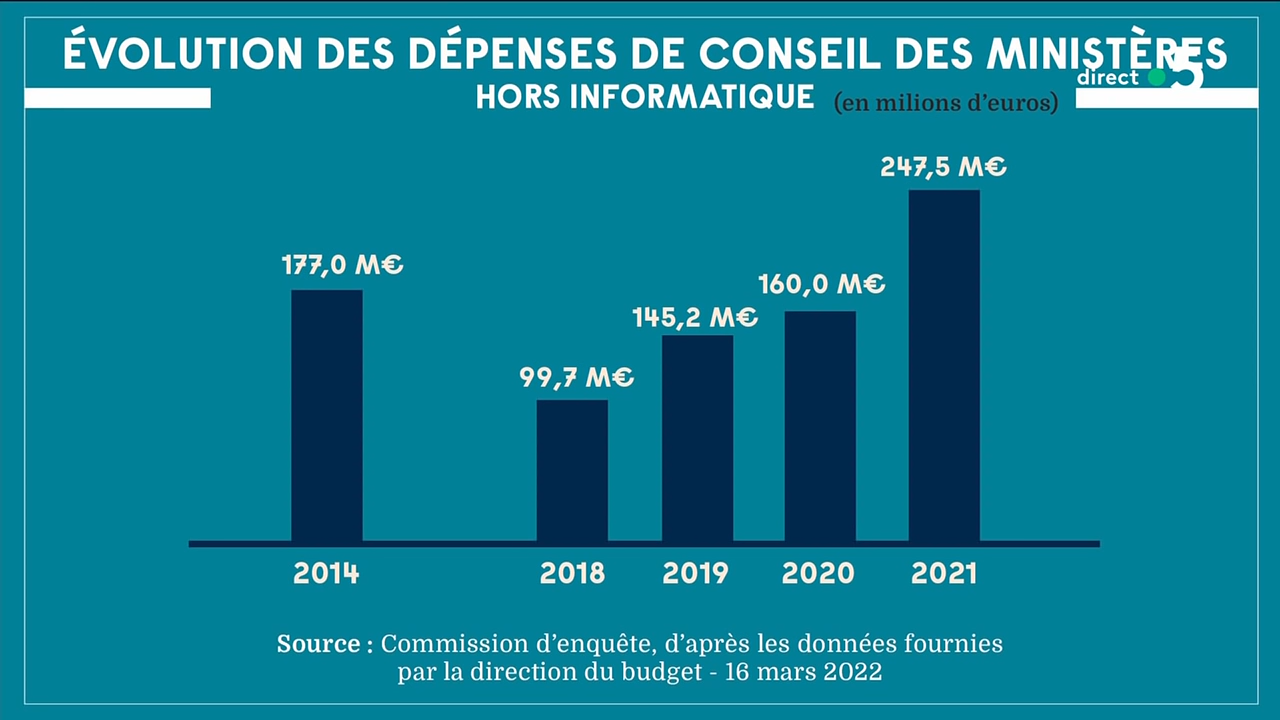 ÉVOLUTION DES DÉPENSES DE CONSEIL DES MINISTÈRES
direct 5
HORS INFORMATIQUE (en milions d'euros)
247,5 M€
177,0 M€
160,0 M€
145,2 M€
99,7 M€
2014 2018 2019 2020 2021
Source : Commission d'enquête, d'après les données fournies
par la direction du budget - 16 mars 2022